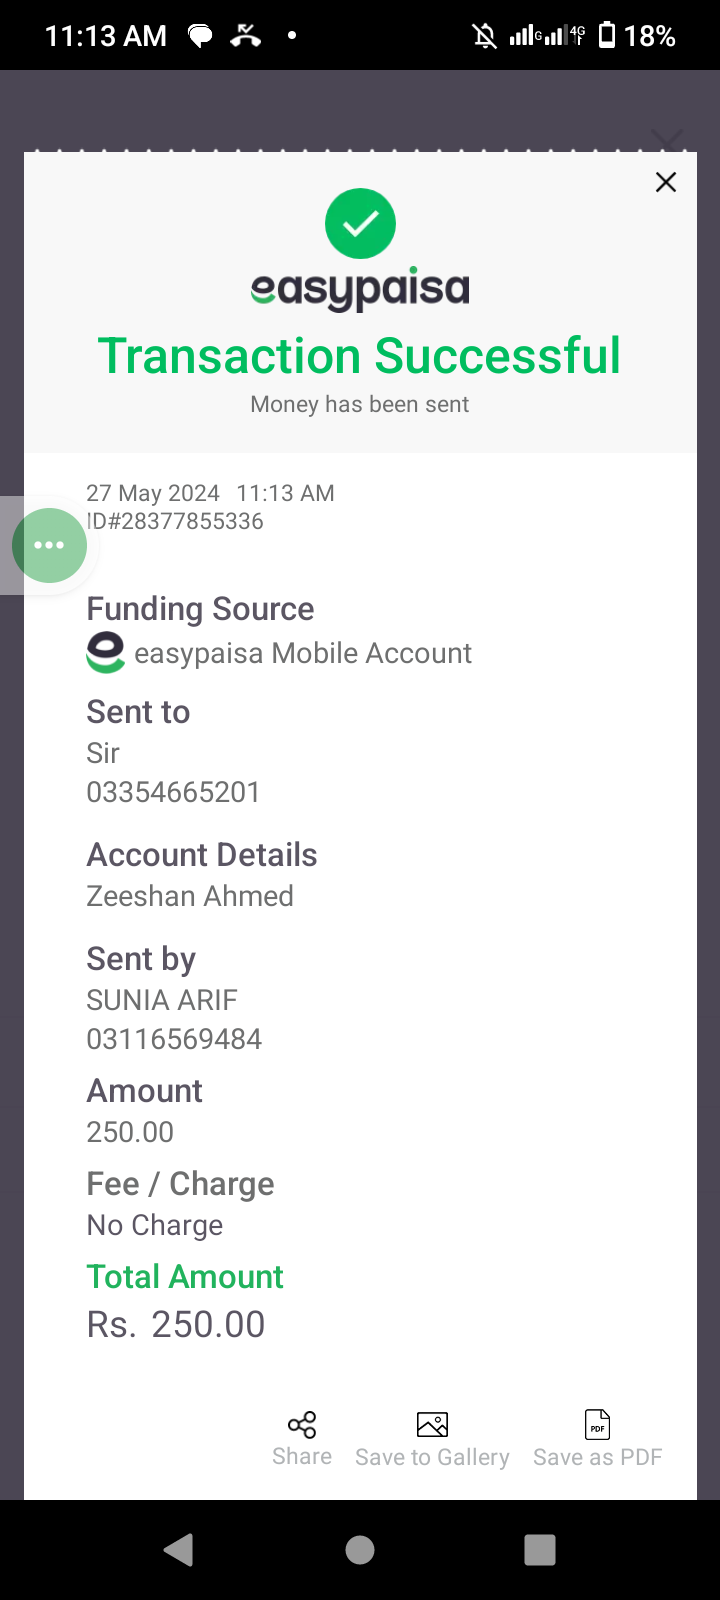 11:13 AM
G 4G 18%
easypaisa
Transaction Successful
Money has been sent
27 May 2024 11:13 AM
ID#28377855336
Funding Source
easypaisa Mobile Account
Sent to
Sir
03354665201
Account Details
Zeeshan Ahmed
Sent by
SUNIA ARIF
03116569484
Amount
250.00
Fee / Charge
No Charge
Total Amount
Rs. 250.00
PDF
Share Save to Gallery Save as PDF